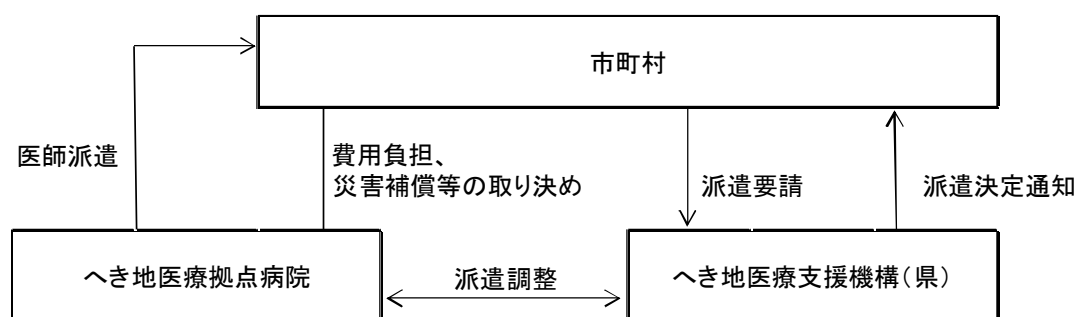 市町村
医師派遣
費用負担、
災害補償等の取り決め
派遣要請
派遣決定通知
へき地医療拠点病院
派遣調整
へき地医療支援機構(県)